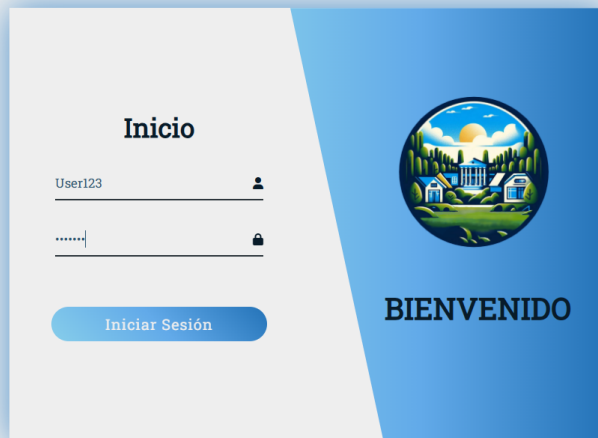 Inicio
User123
•••••••
Iniciar Sesión
BIENVENIDO